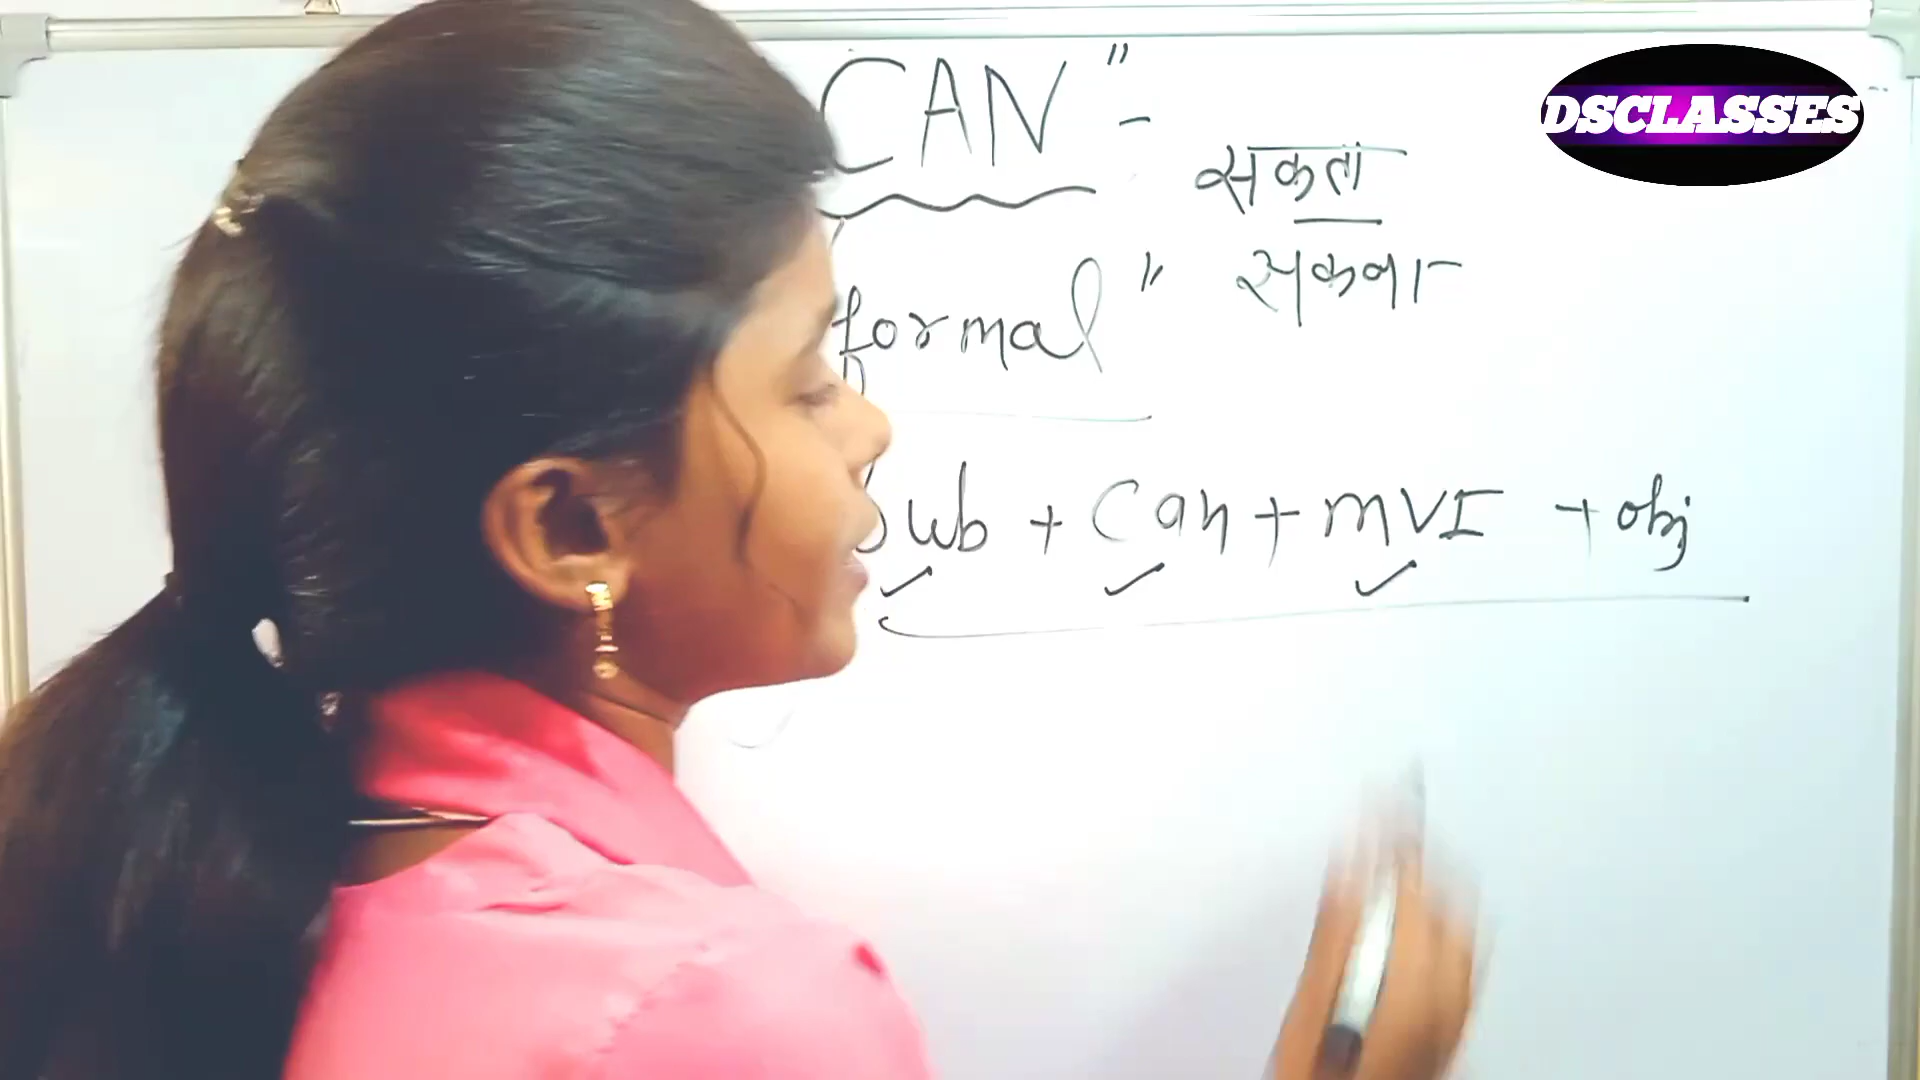 CAN" -
सकता
DSCLASSES
formal"
सकना
Sub + Can + MVI + obj